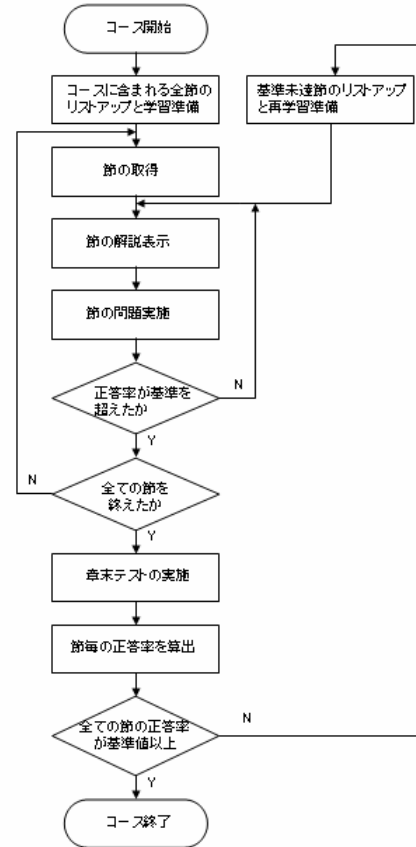 コース開始
コースに含まれる全節の
リストアップと学習準備
基準未達節のリストアップ
と再学習準備
節の取得
節の解説表示
節の問題実施
正答率が基準を
超えたか
N
Y
全ての節を
終えたか
N
Y
章末テストの実施
節毎の正答率を算出
全ての節の正答率
が基準値以上
N
Y
コース終了